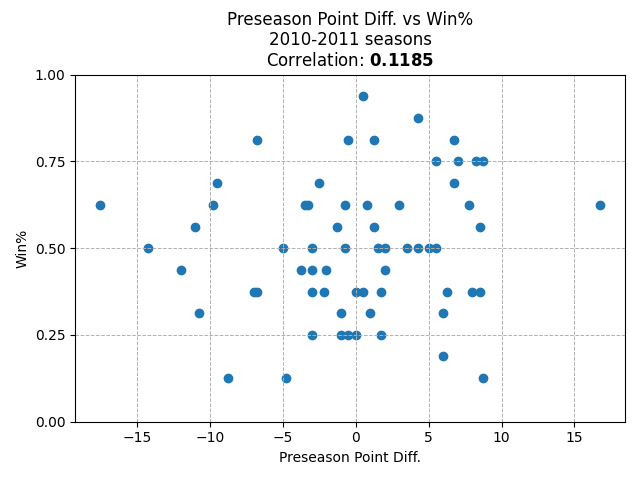 Preseason Point Diff. vs Win%
2010-2011 seasons
Correlation: 0.1185
1.00
0.75
0.50
0.25
0.00
Win%
−15 −10 −5 0 5 10 15
Preseason Point Diff.